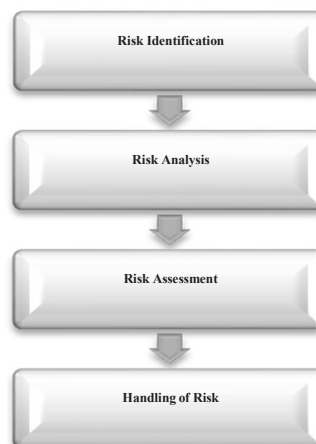 Risk Identification
Risk Analysis
Risk Assessment
Handling of Risk